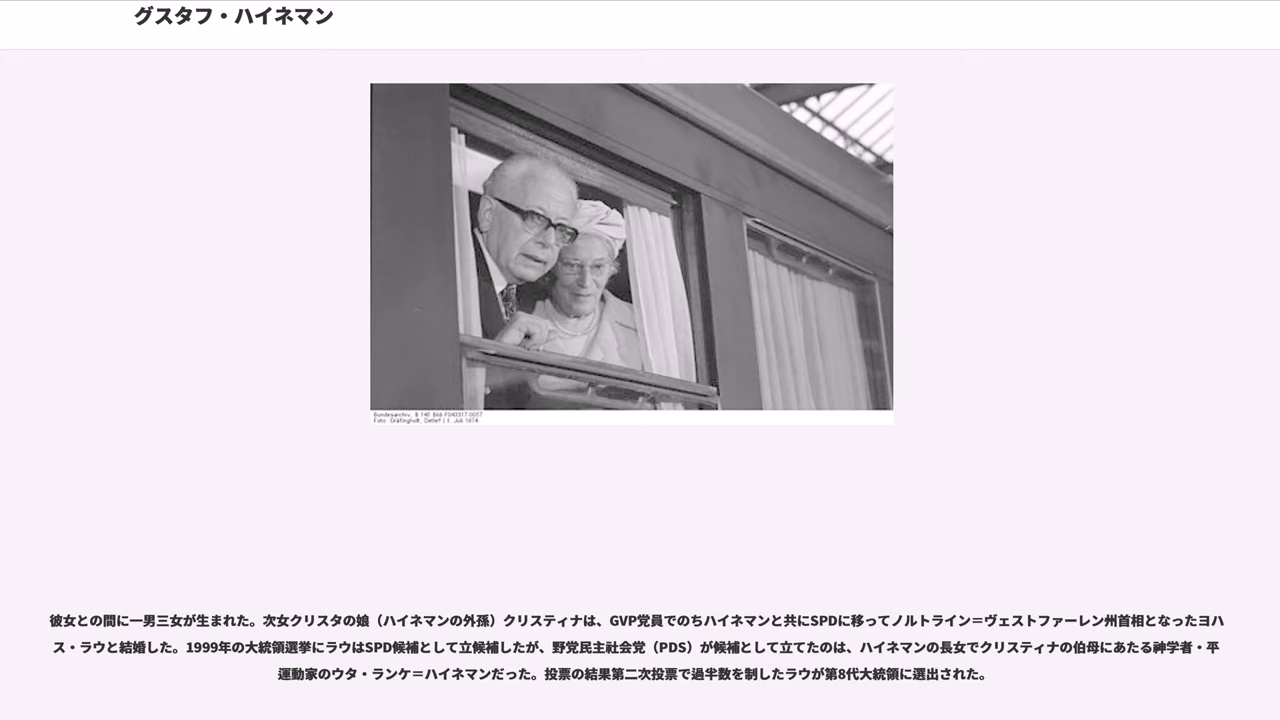 グスタフ・ハイネマン
Bundesarchiv, B 145 Bild-F043317-0057
Foto: Gräfingholt, Detlef | 1. Juli 1974
彼女との間に一男三女が生まれた。次女クリスタの娘（ハイネマンの外孫）クリスティナは、GVP党員でのちハイネマンと共にSPDに移ってノルトライン＝ヴェストファーレン州首相となったヨハ
ス・ラウと結婚した。1999年の大統領選挙にラウはSPD候補として立候補したが、野党民主社会党（PDS）が候補として立てたのは、ハイネマンの長女でクリスティナの伯母にあたる神学者・平
運動家のウタ・ランケ＝ハイネマンだった。投票の結果第二次投票で過半数を制したラウが第8代大統領に選出された。